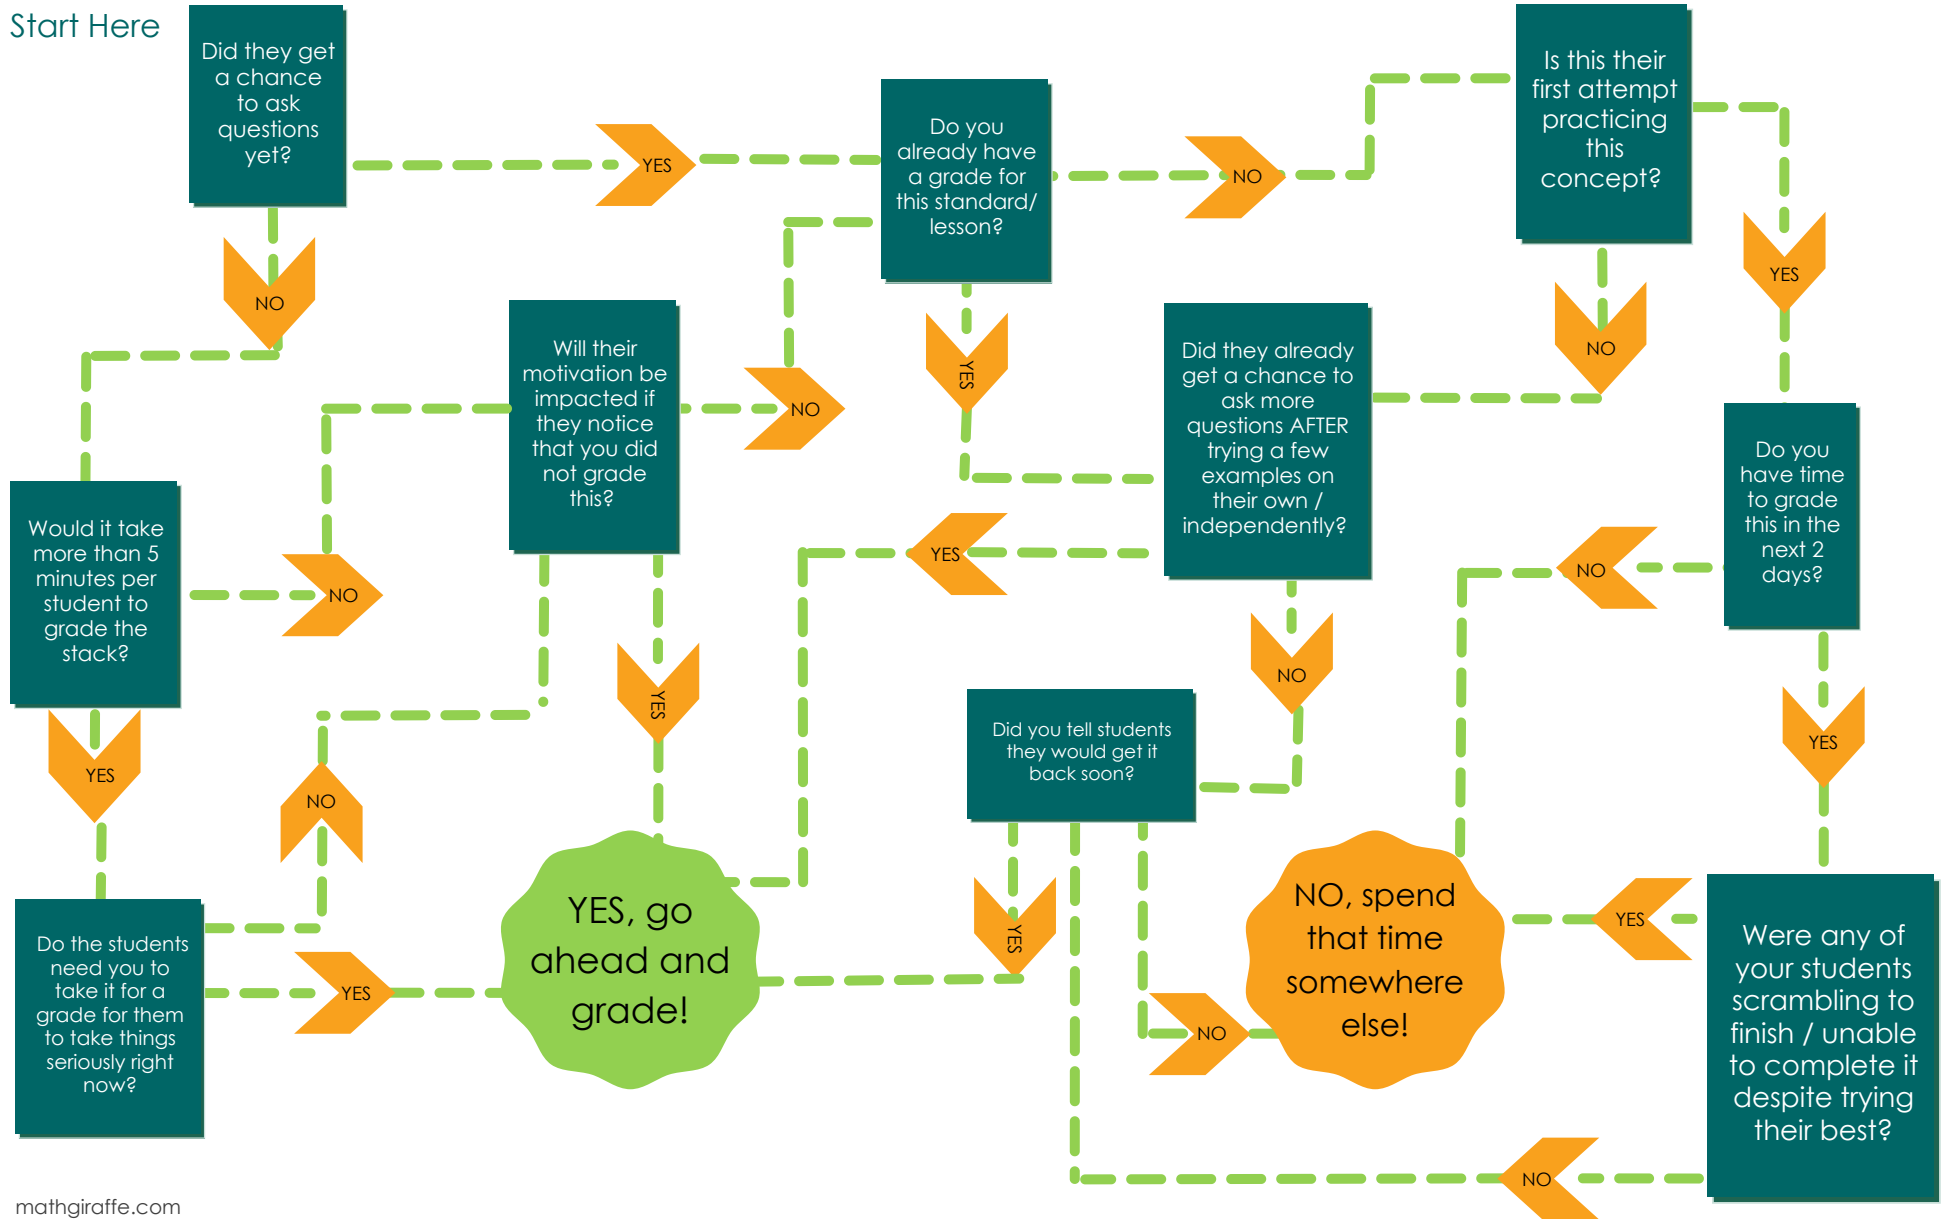 Start Here
Did they get
a chance
to ask
questions
yet?
YES
NO
Do you
already have
a grade for
this standard/
lesson?
NO
YES
Is this their
first attempt
practicing
this
concept?
YES
NO
Will their
motivation be
impacted if
they notice
that you did
not grade
this?
NO
YES
Did they already
get a chance to
ask more
questions AFTER
trying a few
examples on
their own /
independently?
YES
NO
Do you
have time
to grade
this in the
next 2
days?
NO
YES
Would it take
more than 5
minutes per
student to
grade the
stack?
NO
YES
Did you tell students
they would get it
back soon?
YES
NO
Do the students
need you to
take it for a
grade for them
to take things
seriously right
now?
NO
YES
YES, go
ahead and
grade!
NO, spend
that time
somewhere
else!
Were any of
your students
scrambling to
finish / unable
to complete it
despite trying
their best?
YES
NO
mathgiraffe.com